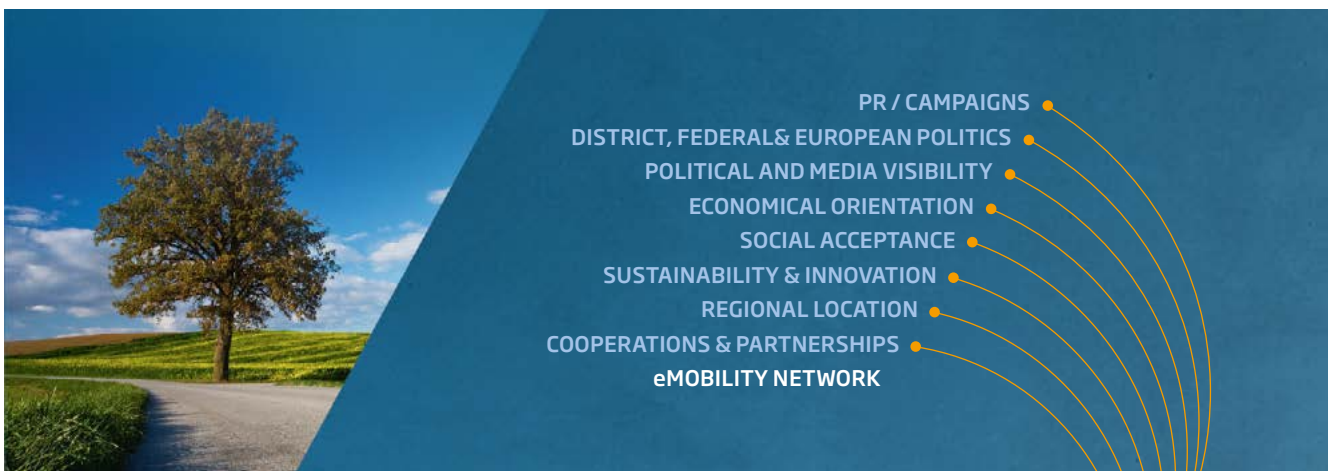 PR / CAMPAIGNS
DISTRICT, FEDERAL& EUROPEAN POLITICS
POLITICAL AND MEDIA VISIBILITY
ECONOMICAL ORIENTATION
SOCIAL ACCEPTANCE
SUSTAINABILITY & INNOVATION
REGIONAL LOCATION
COOPERATIONS & PARTNERSHIPS
eMOBILITY NETWORK